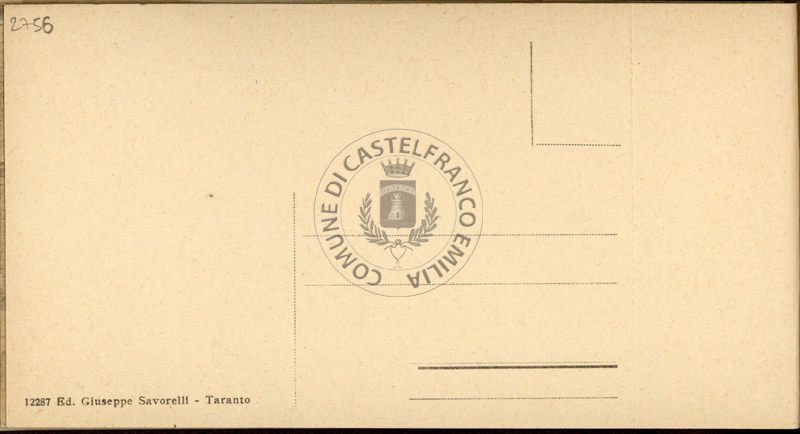 2756
COMUNE DI CASTELFRANCO EMILIA
12287 Ed. Giuseppe Savorelli - Taranto